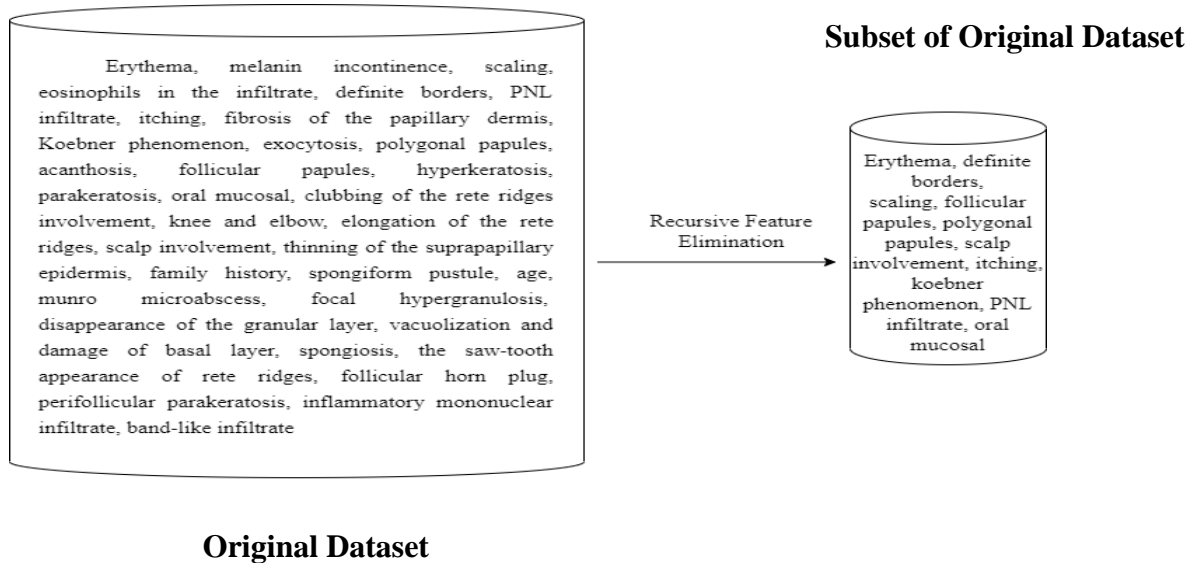 Subset of Original Dataset
Erythema, melanin incontinence, scaling,
eosinophils in the infiltrate, definite borders, PNL
infiltrate, itching, fibrosis of the papillary dermis,
Koebner phenomenon, exocytosis, polygonal papules,
acanthosis, follicular papules, hyperkeratosis,
parakeratosis, oral mucosal, clubbing of the rete ridges
involvement, knee and elbow, elongation of the rete
ridges, scalp involvement, thinning of the suprapapillary
epidermis, family history, spongiform pustule, age,
munro microabscess, focal hypergranulosis,
disappearance of the granular layer, vacuolization and
damage of basal layer, spongiosis, the saw-tooth
appearance of rete ridges, follicular horn plug,
perifollicular parakeratosis, inflammatory mononuclear
infiltrate, band-like infiltrate
Recursive Feature
Elimination
Erythema, definite
borders,
scaling, follicular
papules, polygonal
papules, scalp
involvement, itching,
koebner
phenomenon, PNL
infiltrate, oral
mucosal
Original Dataset